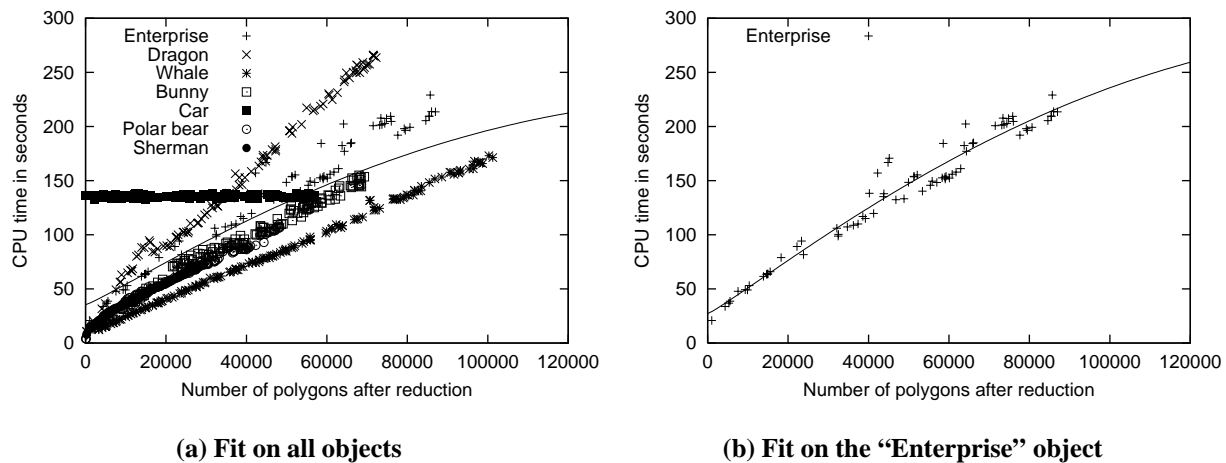 300
250
200
150
100
50
0
CPU time in seconds
Enterprise
Dragon
Whale
Bunny
Car
Polar bear
Sherman
0 20000 40000 60000 80000 100000 120000
Number of polygons after reduction
(a) Fit on all objects
300
250
200
150
100
50
0
CPU time in seconds
Enterprise
0 20000 40000 60000 80000 100000 120000
Number of polygons after reduction
(b) Fit on the “Enterprise” object